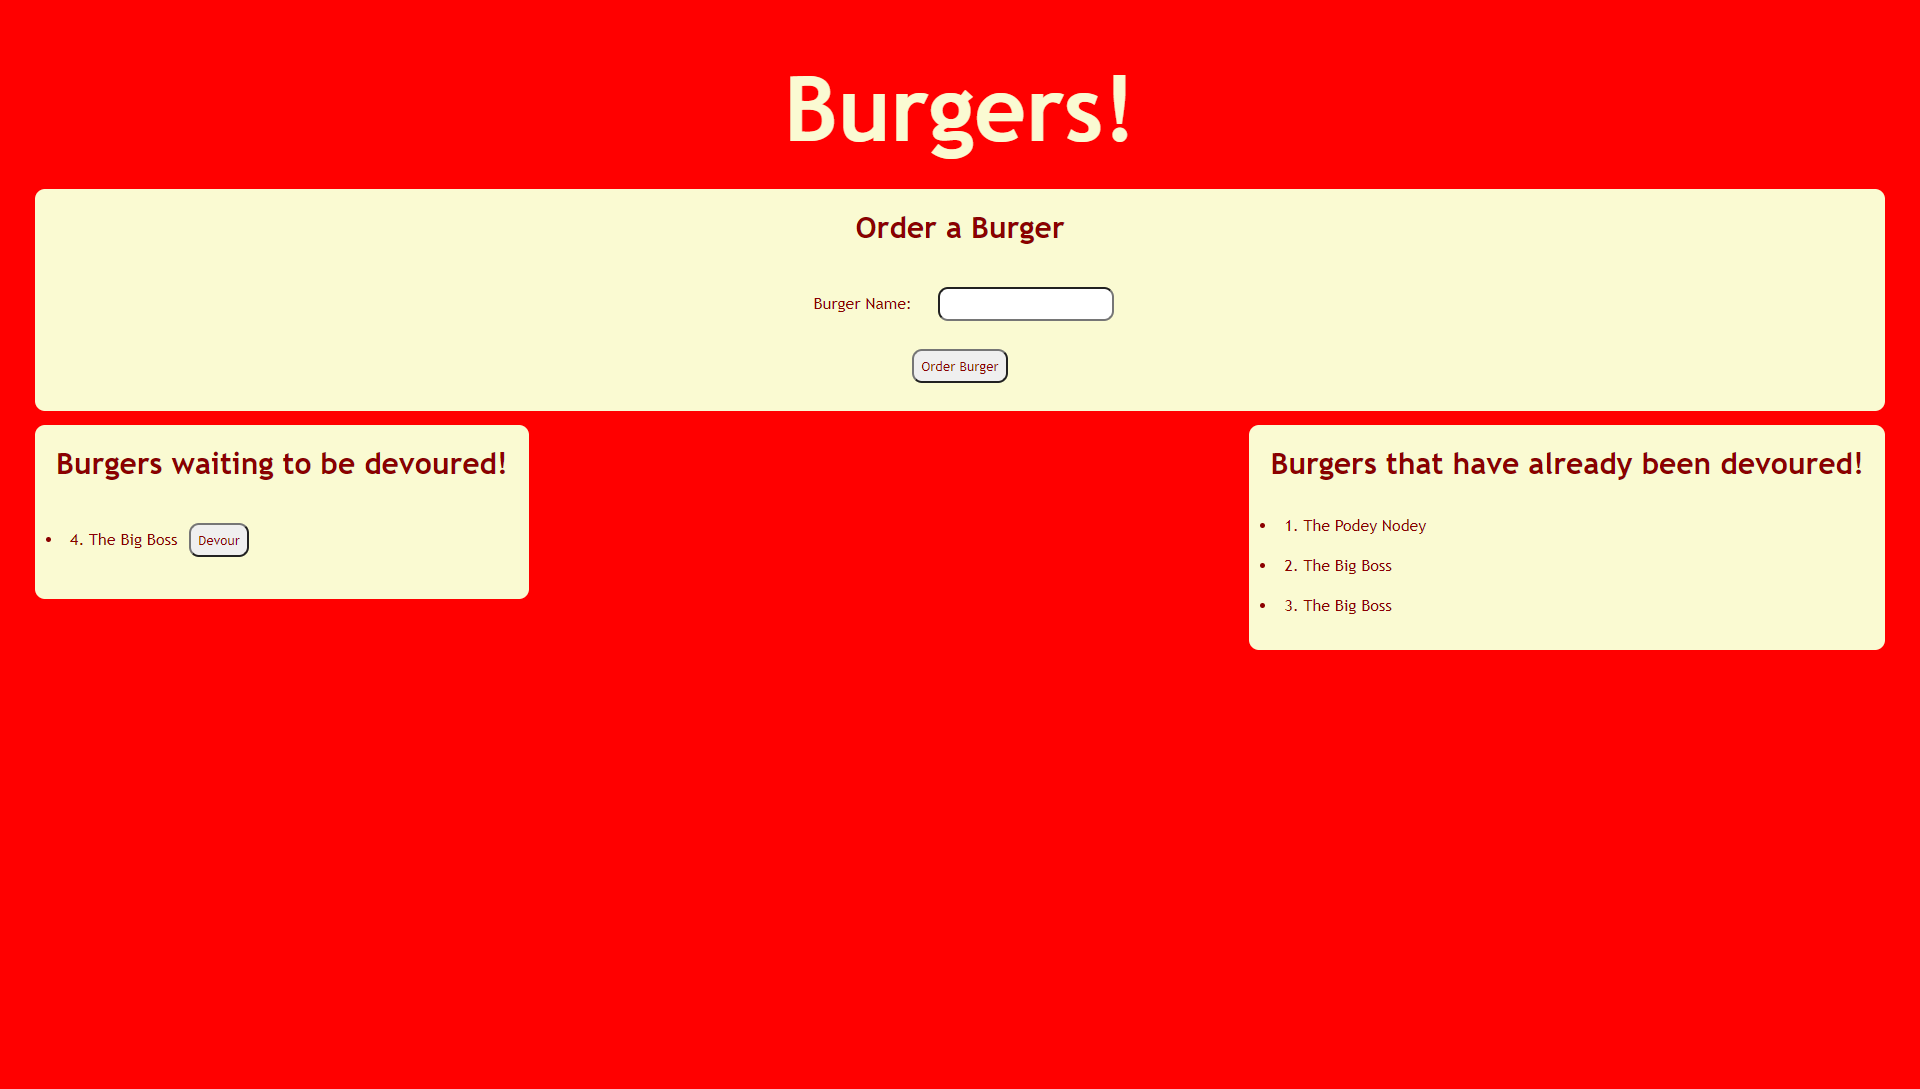 Burgers!
Order a Burger
Burger Name:
Order Burger
Burgers waiting to be devoured!
4. The Big Boss Devour
Burgers that have already been devoured!
1. The Podey Nodey
2. The Big Boss
3. The Big Boss